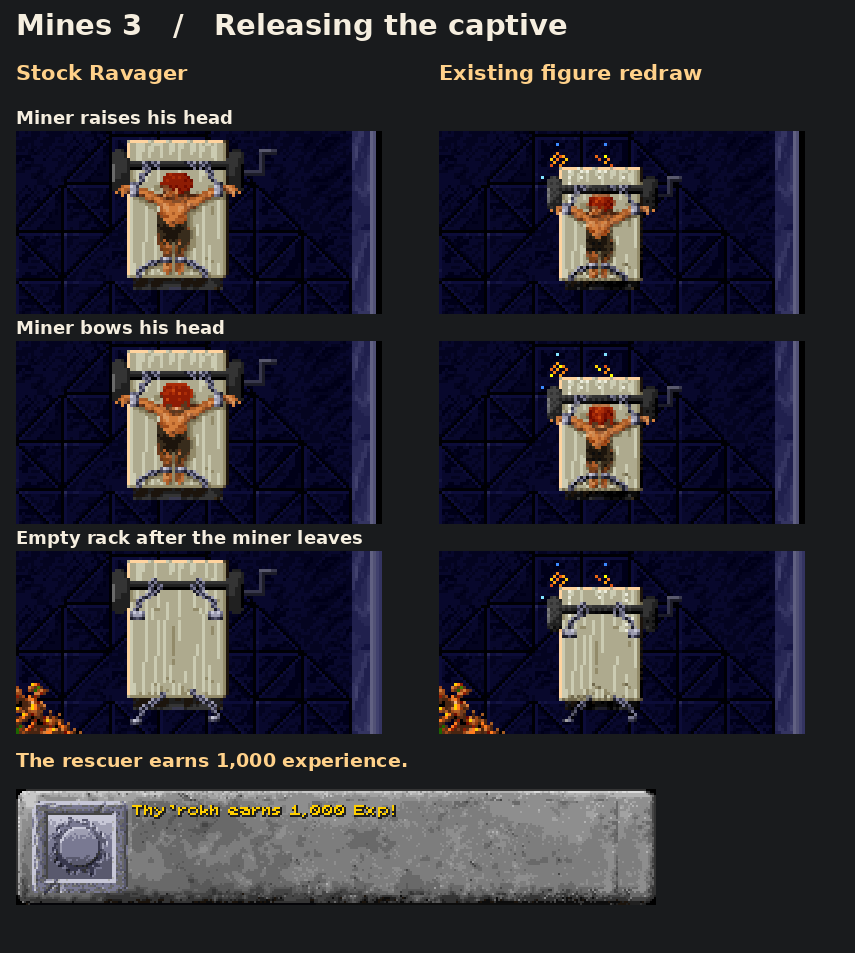 Mines 3 / Releasing the captive
Stock Ravager
Existing figure redraw
Miner raises his head
Miner bows his head
Empty rack after the miner leaves
The rescuer earns 1,000 experience.
Thy'rokh earns 1,000 Exp!